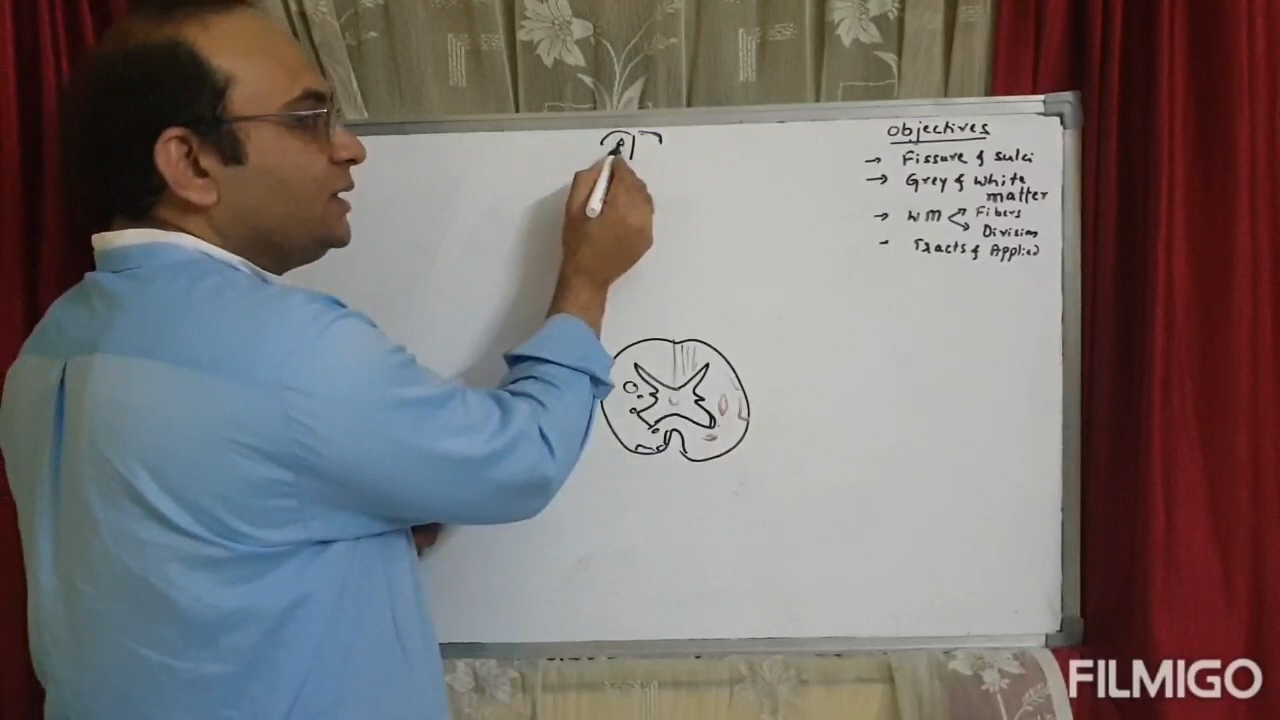 Objectives
→ Fissure & sulci
→ Grey & White
matter
→ WM Fibers
Division
- Tracts & Applied
FILMIGO